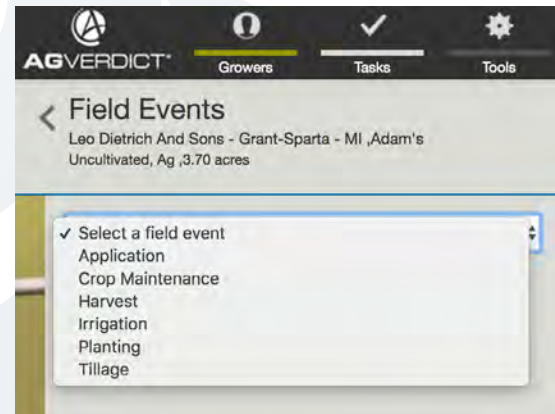 AGVERDICT
Growers
Tasks
Tools
Field Events
Leo Dietrich And Sons - Grant-Sparta - MI ,Adam's
Uncultivated, Ag ,3.70 acres
✓ Select a field event
Application
Crop Maintenance
Harvest
Irrigation
Planting
Tillage